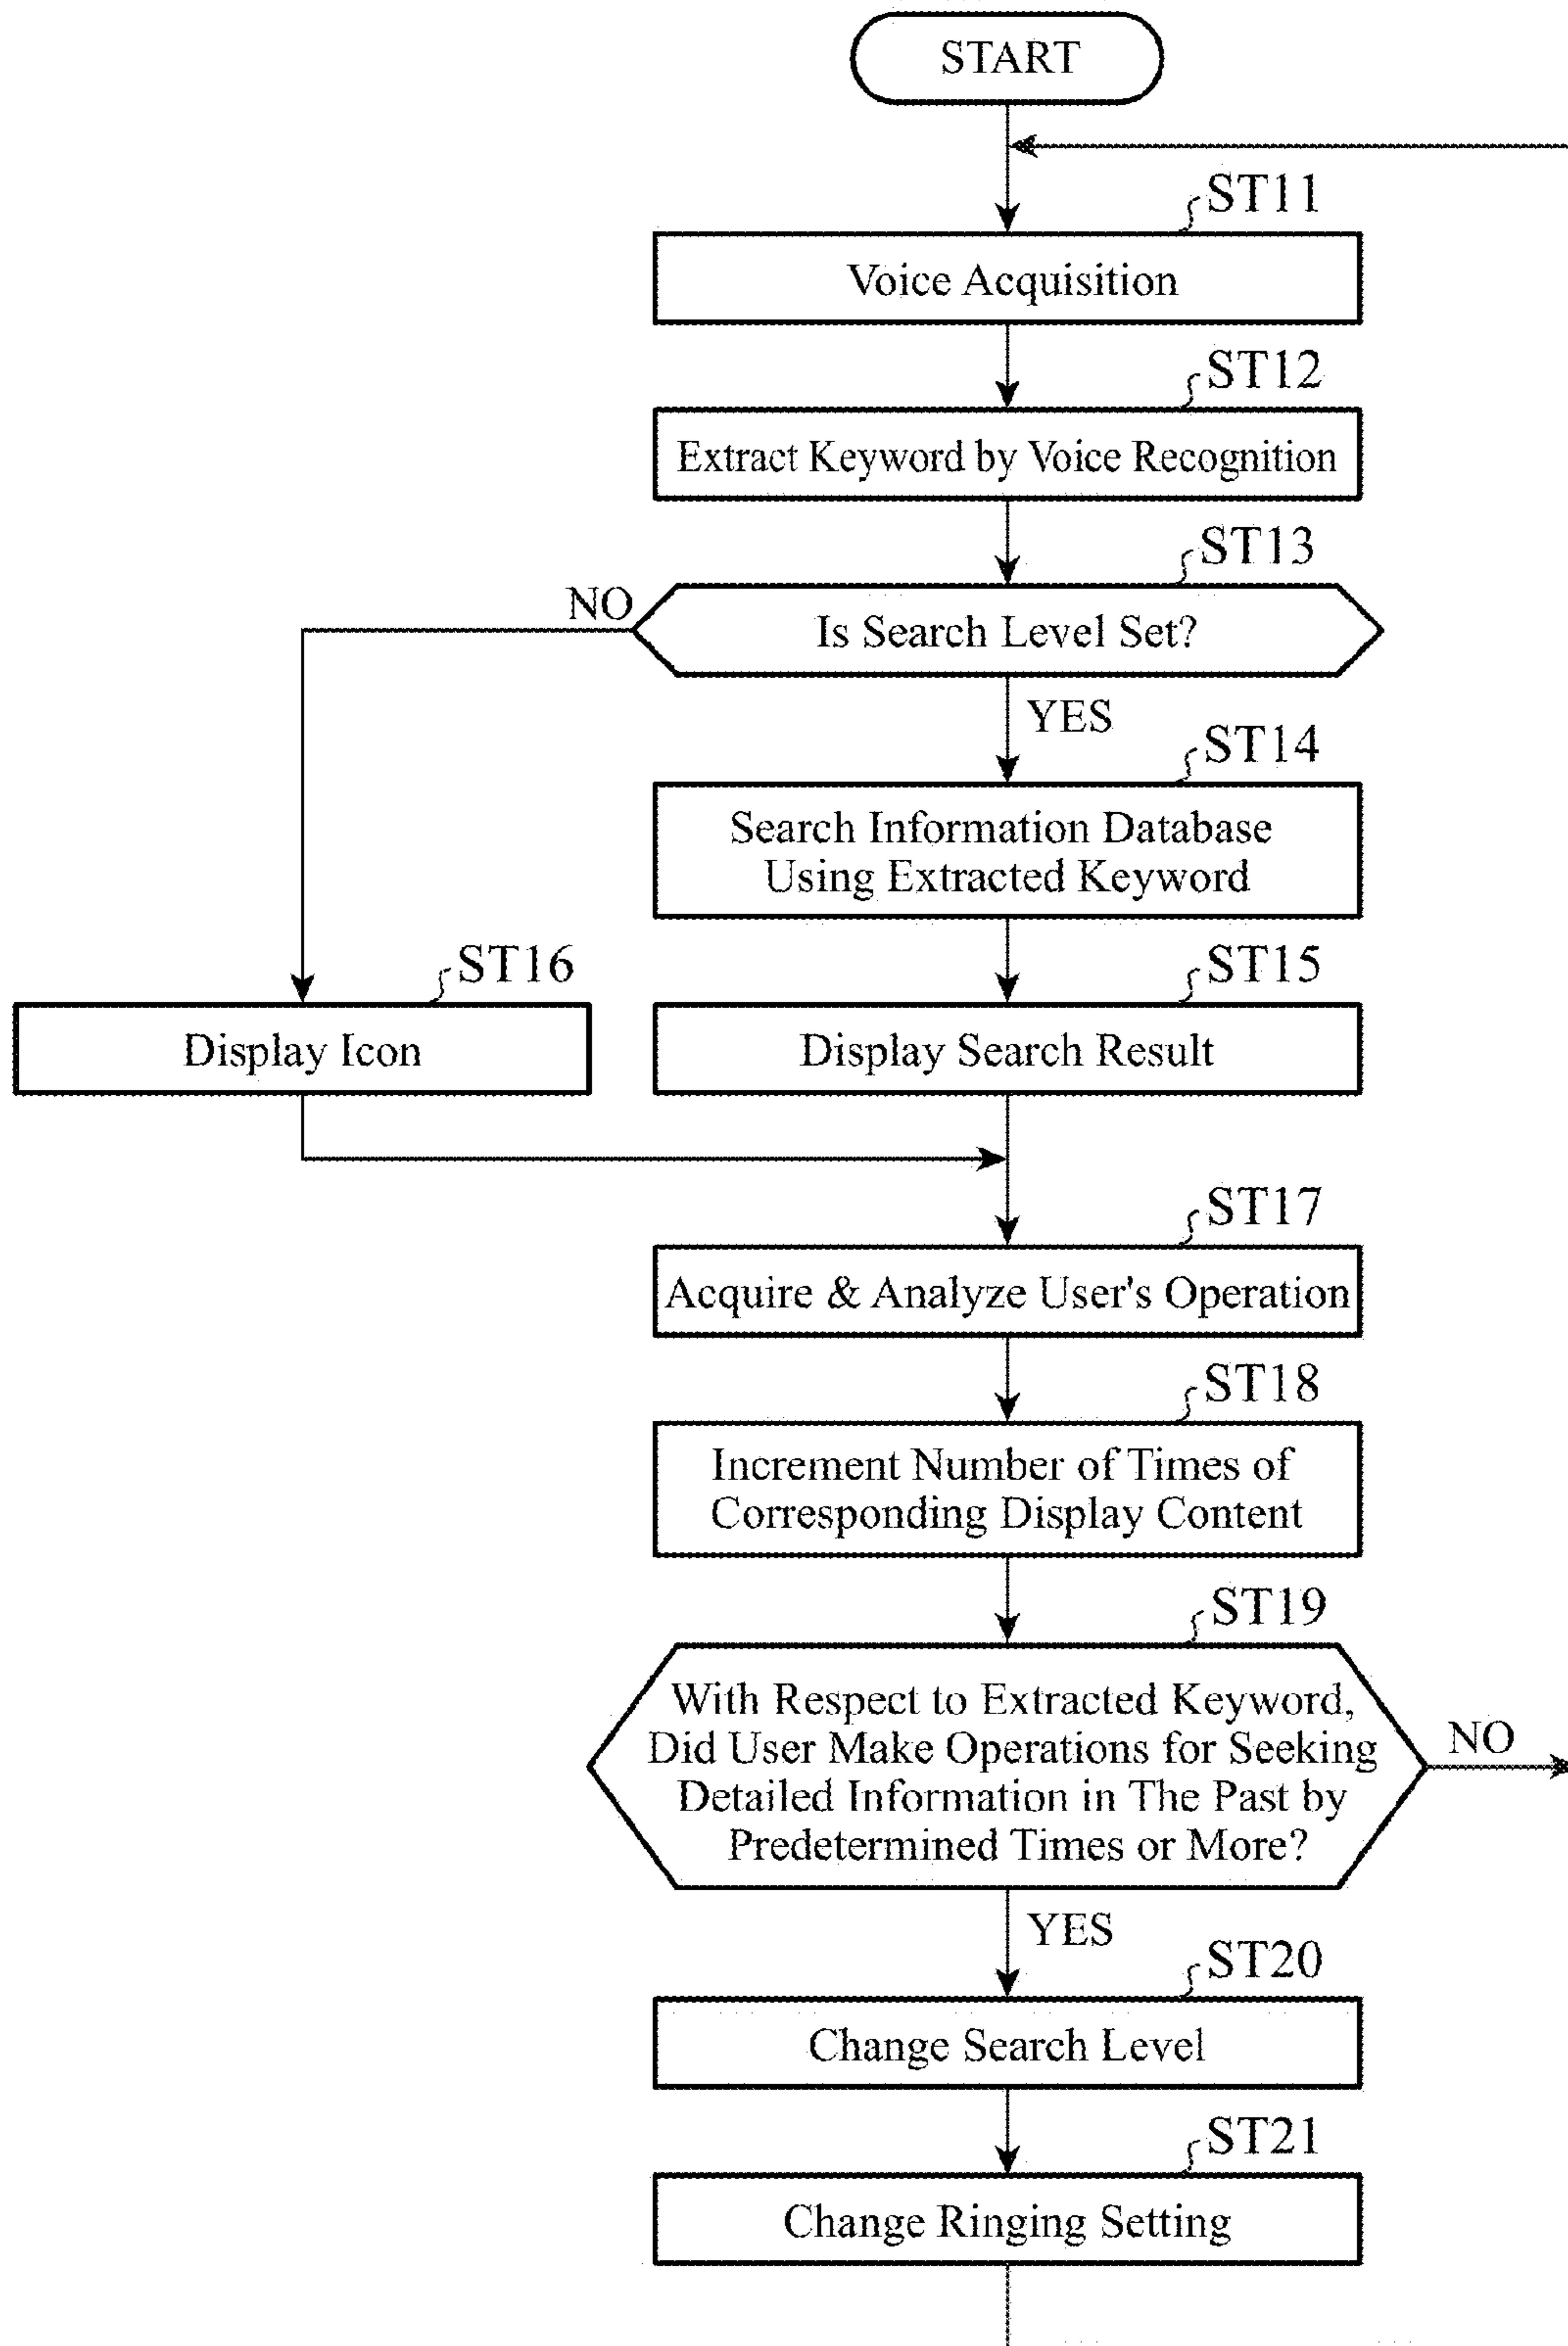 START
ST11
Voice Acquisition
ST12
Extract Keyword by Voice Recognition
ST13
NO
Is Search Level Set?
YES
ST14
Search Information Database
Using Extracted Keyword
ST16
Display Icon
ST15
Display Search Result
ST17
Acquire & Analyze User's Operation
ST18
Increment Number of Times of
Corresponding Display Content
ST19
With Respect to Extracted Keyword,
Did User Make Operations for Seeking
Detailed Information in The Past by
Predetermined Times or More?
NO
YES
ST20
Change Search Level
ST21
Change Ringing Setting